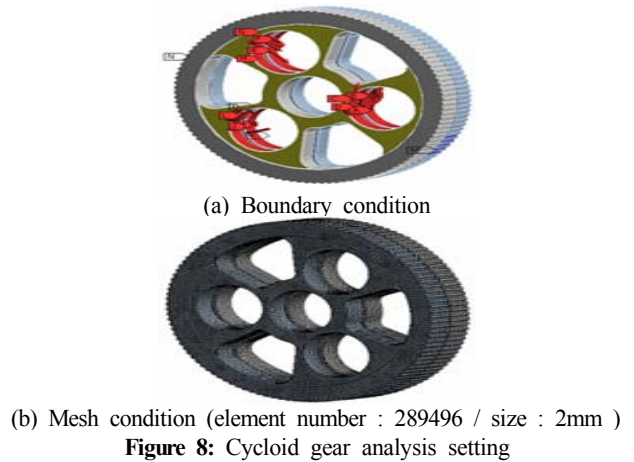 (a) Boundary condition
(b) Mesh condition (element number : 289496 / size : 2mm )
Figure 8: Cycloid gear analysis setting